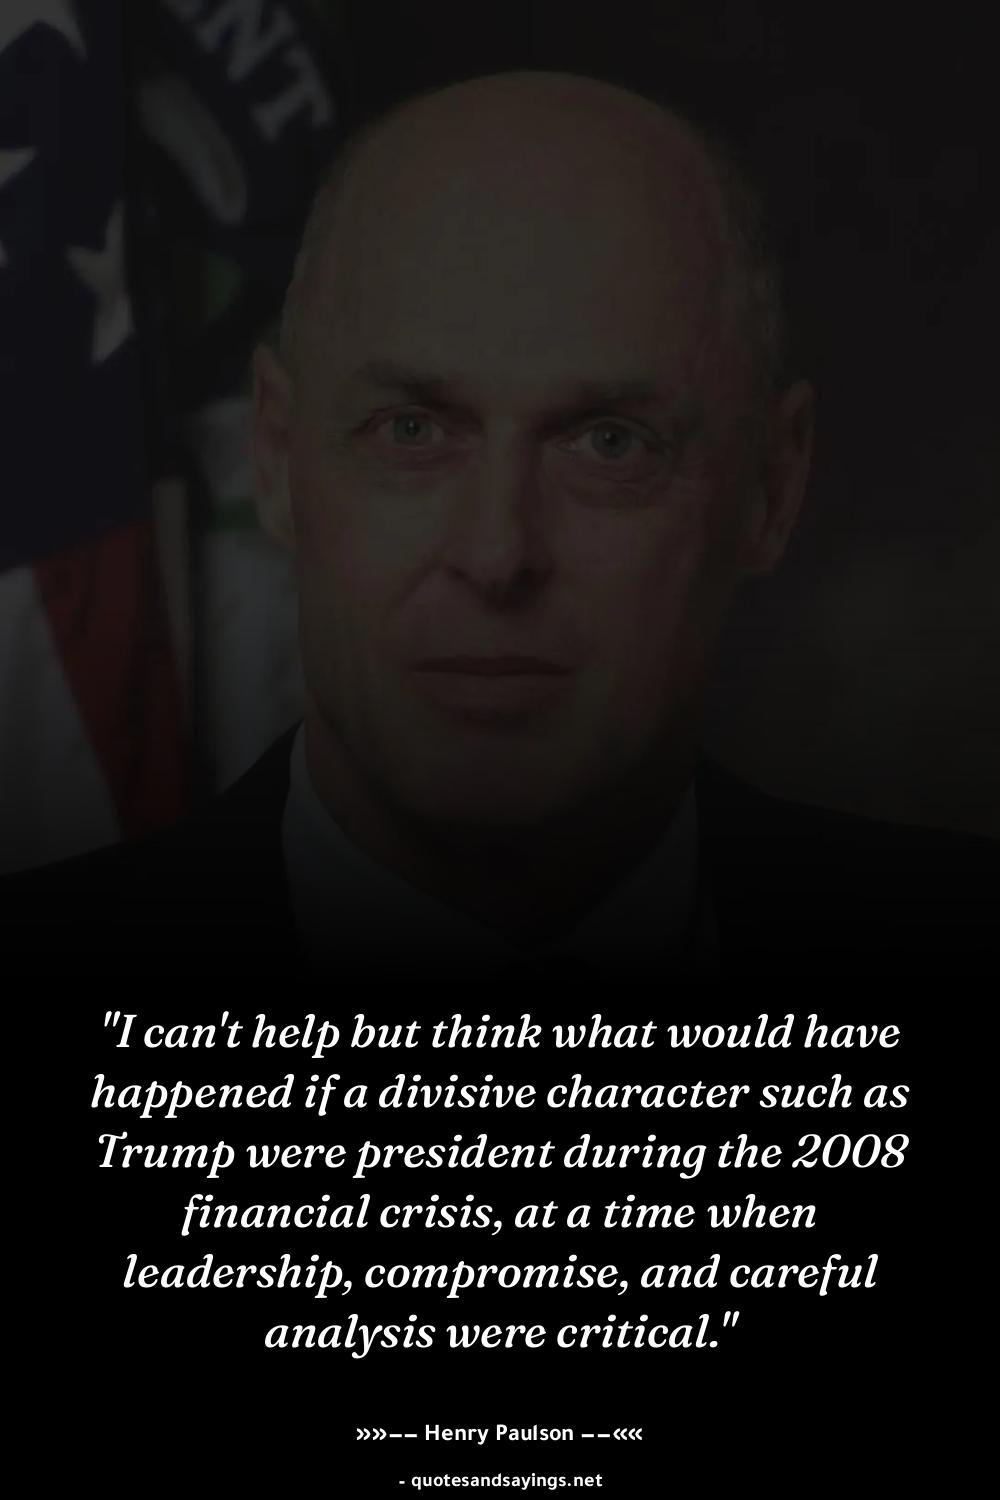 ENT
"I can't help but think what would have
happened if a divisive character such as
Trump were president during the 2008
financial crisis, at a time when
leadership, compromise, and careful
analysis were critical."
»»−− Henry Paulson −−««
- quotesandsayings.net